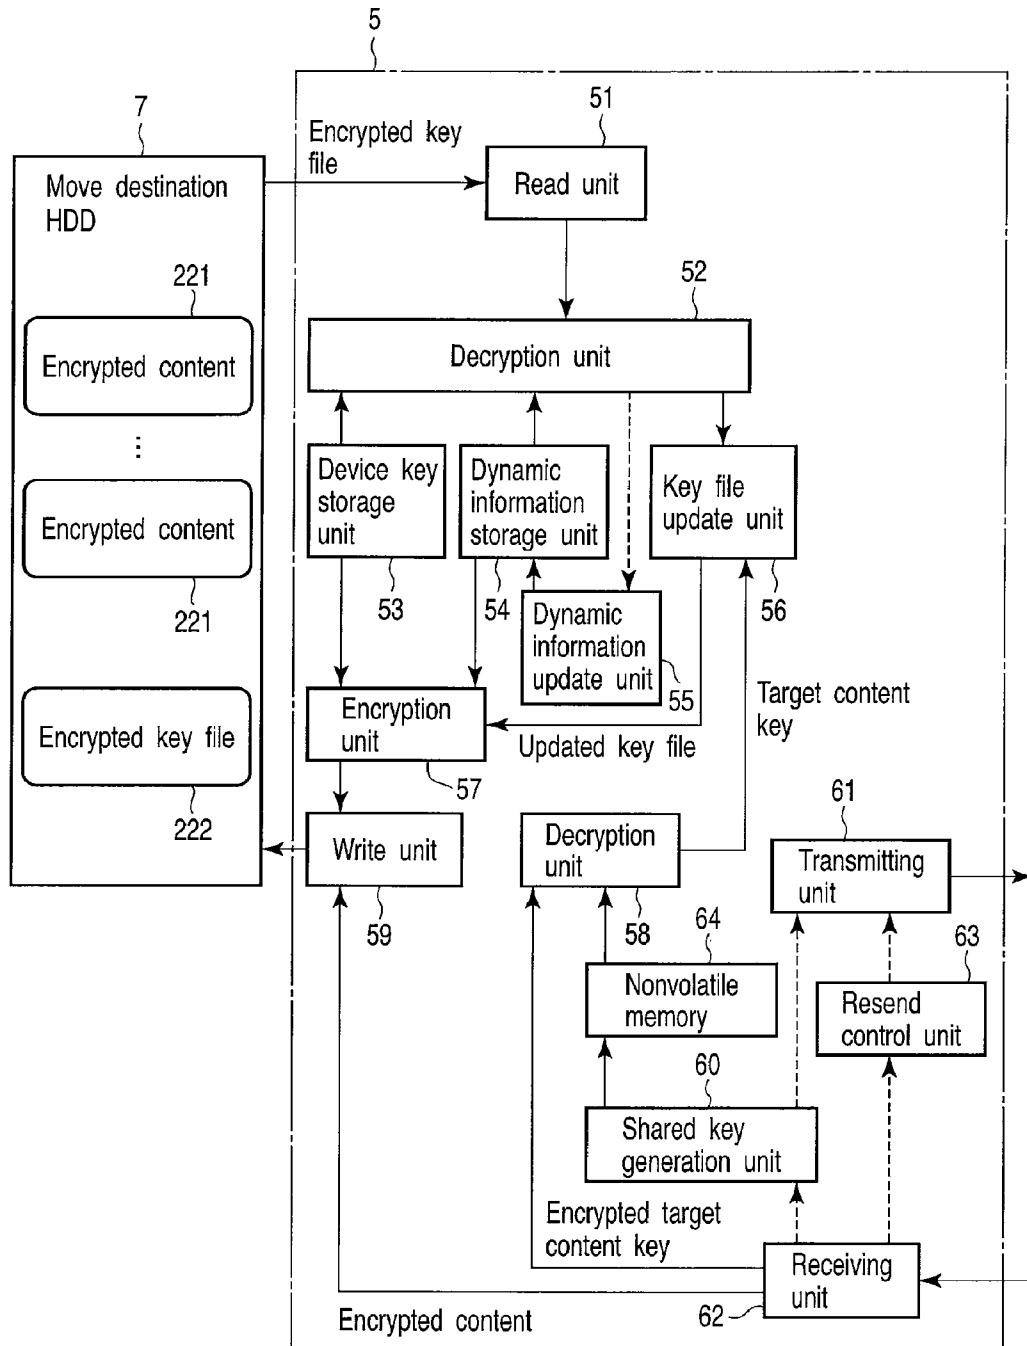 5
7
51
Encrypted key
file
Move destination
HDD
Read unit
221
52
Encrypted content
Decryption unit
...
Device key
storage
unit
Dynamic
information
storage unit
Key file
update unit
Encrypted content
53
54
56
221
Dynamic
information
update unit
55
Target content
key
Encrypted key file
Encryption
unit
Updated key file
222
57
61
Write unit
Decryption
unit
Transmitting
unit
59
58
64
63
Nonvolatile
memory
Resend
control unit
60
Shared key
generation unit
Encrypted target
content key
Receiving
unit
62
Encrypted content